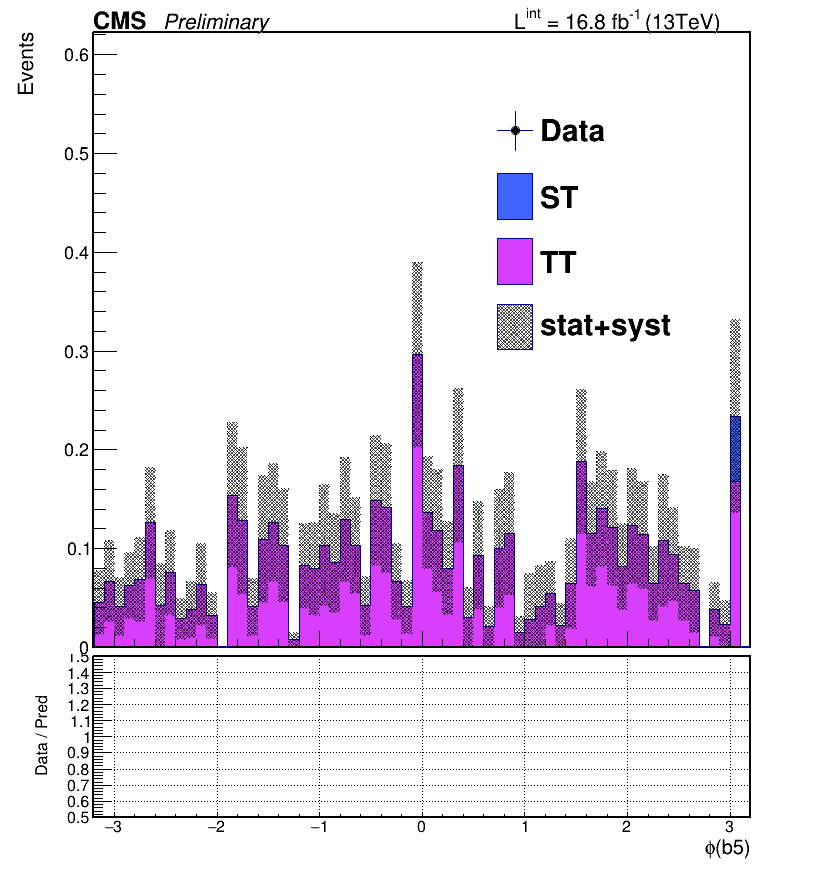 CMS Preliminary L^int = 16.8 fb^-1 (13TeV)
Events
0.6
0.5
0.4
0.3
0.2
0.1
0
Data
ST
TT
stat+syst
Data / Pred
1.5
1.4
1.3
1.2
1.1
1
0.9
0.8
0.7
0.6
0.5
−3 −2 −1 0 1 2 3
ϕ(b5)